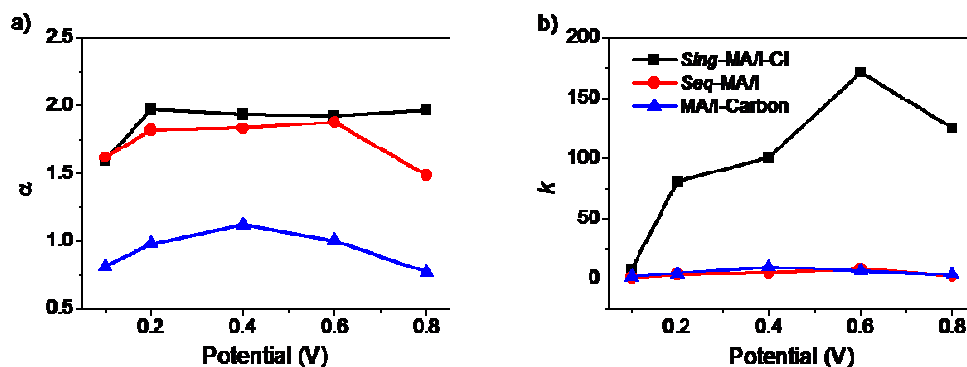 a)
2.5
2.0
1.5
1.0
0.5
α
0.2 0.4 0.6 0.8
Potential (V)
b)
200
150
100
50
0
k
Sing-MA/I-CI
Seq-MA/I
MA/I-Carbon
0.2 0.4 0.6 0.8
Potential (V)